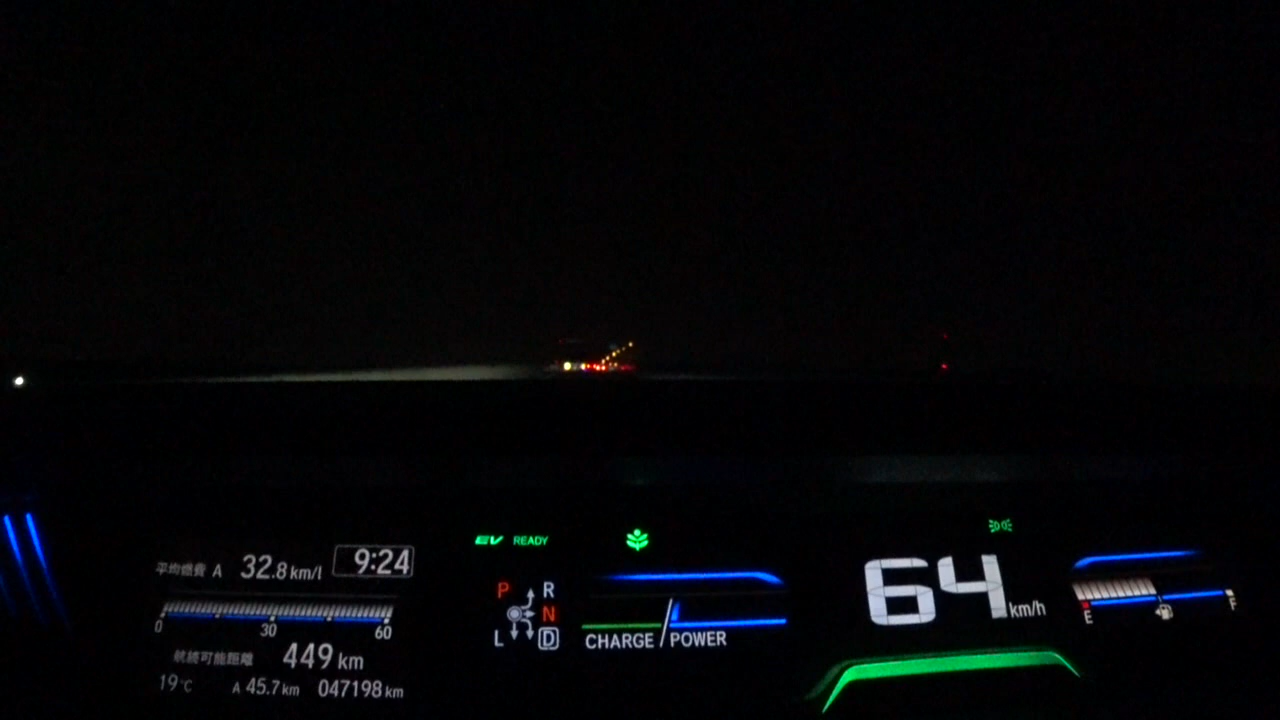 平均燃費 A 32.8 km/l 9:24
0 30 60
航続可能距離 449 km
19℃ A 45.7 km 047198 km
EV READY
P R
N
L D
CHARGE POWER
64 km/h
E F